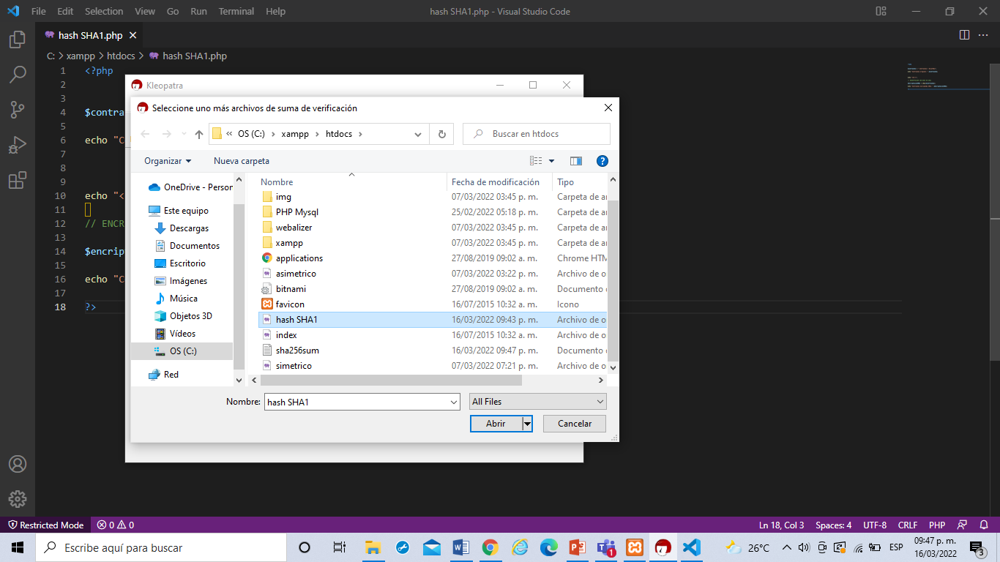 File Edit Selection View Go Run Terminal Help hash SHA1.php - Visual Studio Code
hash SHA1.php
C: > xampp > htdocs > hash SHA1.php
1 <?php
2
3
4 $contra
5
6 echo "C
7
8
9
10 echo "<
11
12 // ENCR
13
14 $encrip
15
16 echo "C
17
18 ?>
Kleopatra
Seleccione uno más archivos de suma de verificación
« OS (C:) > xampp > htdocs >
Buscar en htdocs
Organizar Nueva carpeta
OneDrive - Person
Este equipo
Descargas
Documentos
Escritorio
Imágenes
Música
Objetos 3D
Vídeos
OS (C:)
Red
Nombre Fecha de modificación Tipo
img 07/03/2022 03:45 p. m. Carpeta de ar
PHP Mysql 25/02/2022 05:18 p. m. Carpeta de ar
webalizer 07/03/2022 03:45 p. m. Carpeta de ar
xampp 07/03/2022 03:45 p. m. Carpeta de ar
applications 27/08/2019 09:02 a. m. Chrome HTM
asimetrico 07/03/2022 03:22 p. m. Archivo de o
bitnami 27/08/2019 09:02 a. m. Documento d
favicon 16/07/2015 10:32 a. m. Icono
hash SHA1 16/03/2022 09:43 p. m. Archivo de o
index 16/07/2015 10:32 a. m. Archivo de o
sha256sum 16/03/2022 09:47 p. m. Documento d
simetrico 07/03/2022 07:21 p. m. Archivo de o
Nombre: hash SHA1 All Files
Abrir Cancelar
Restricted Mode 0 0 Ln 18, Col 3 Spaces: 4 UTF-8 CRLF PHP
Escribe aquí para buscar
1
26°C ESP
09:47 p. m.
16/03/2022
3